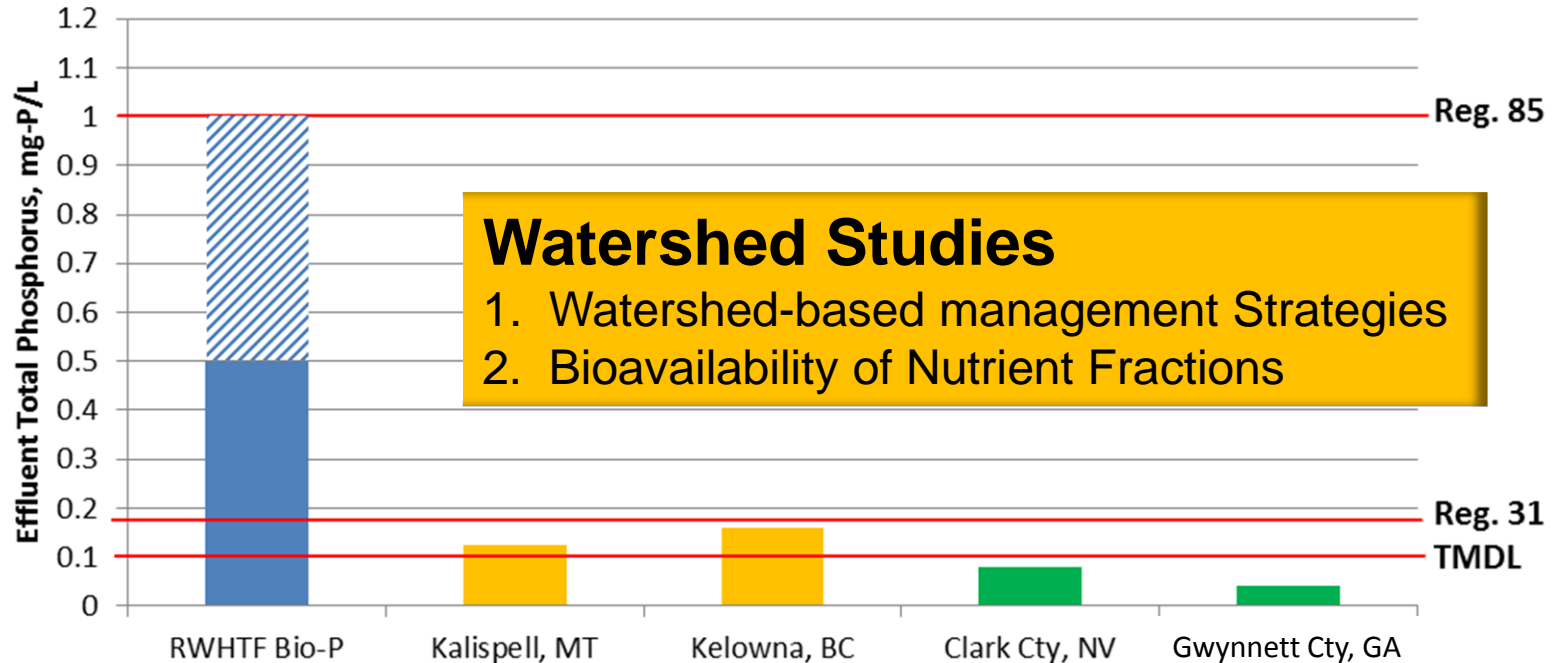 Effluent Total Phosphorus, mg-P/L
1.2
1.1
1
0.9
0.8
0.7
0.6
0.5
0.4
0.3
0.2
0.1
0
Reg. 85
Watershed Studies
1. Watershed-based management Strategies
2. Bioavailability of Nutrient Fractions
Reg. 31
TMDL
RWHTF Bio-P
Kalispell, MT
Kelowna, BC
Clark Cty, NV
Gwynnett Cty, GA